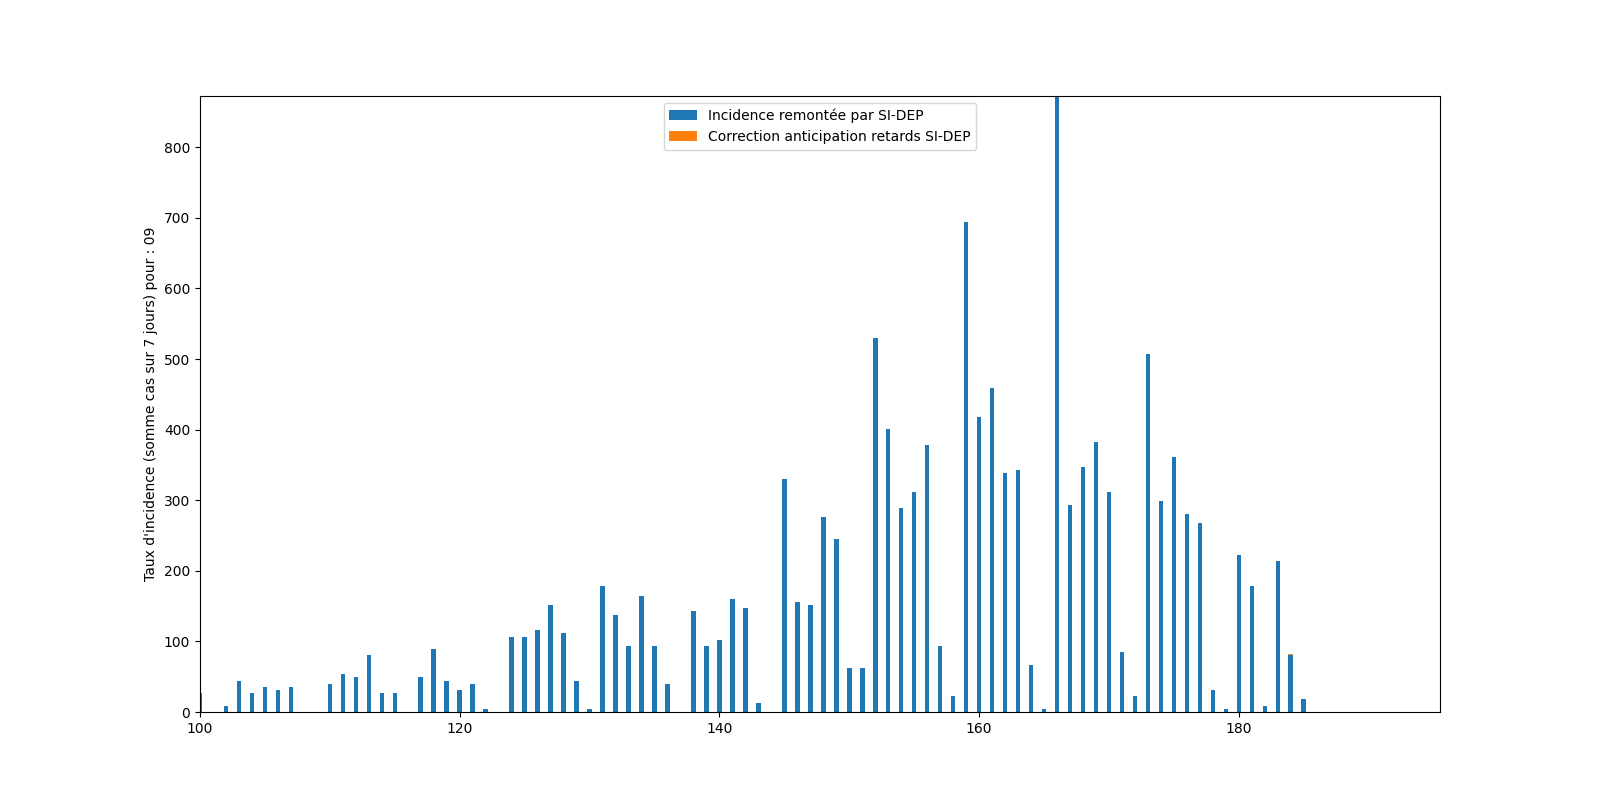 Incidence remontée par SI-DEP
Correction anticipation retards SI-DEP
Taux d'incidence (somme cas sur 7 jours) pour : 09
800
700
600
500
400
300
200
100
0
100 120 140 160 180